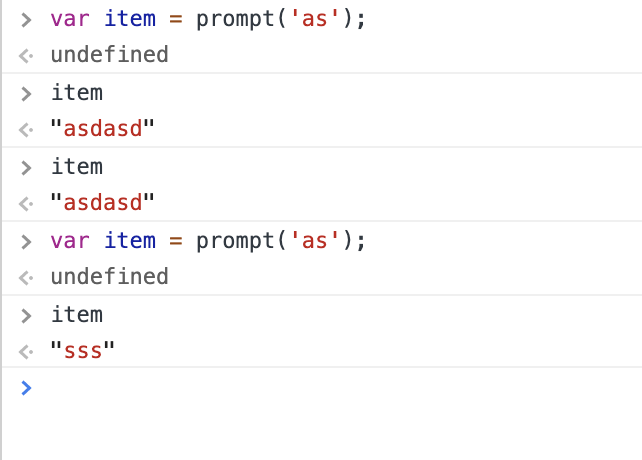 var item = prompt('as');
undefined
item
"asdasd"
item
"asdasd"
var item = prompt('as');
undefined
item
"sss"